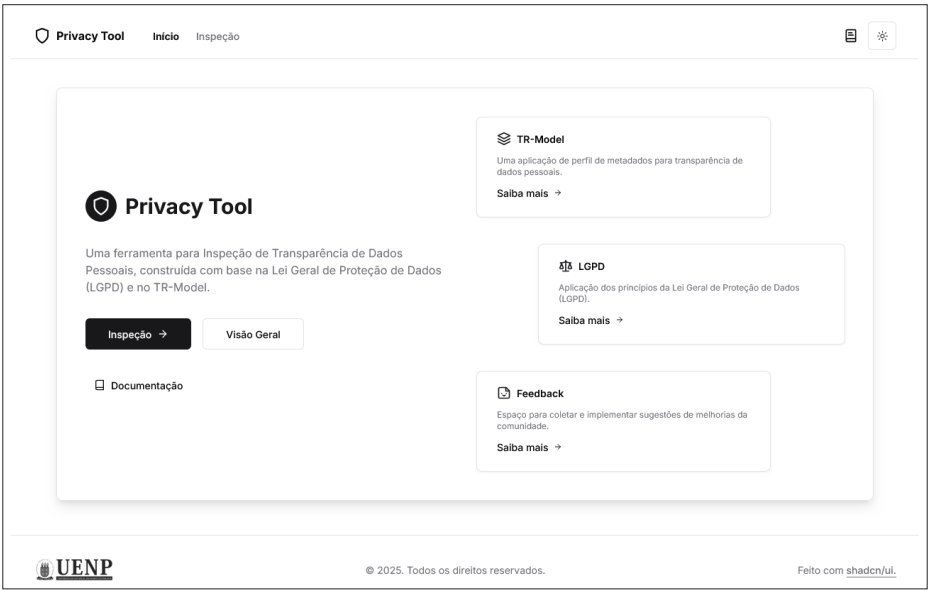 Privacy Tool
Início
Inspeção
Privacy Tool
Uma ferramenta para Inspeção de Transparência de Dados
Pessoais, construída com base na Lei Geral de Proteção de Dados
(LGPD) e no TR-Model.
Inspeção →
Visão Geral
Documentação
TR-Model
Uma aplicação de perfil de metadados para transparência de
dados pessoais.
Saiba mais →
LGPD
Aplicação dos princípios da Lei Geral de Proteção de Dados
(LGPD).
Saiba mais →
Feedback
Espaço para coletar e implementar sugestões de melhorias da
comunidade.
Saiba mais →
UENP
© 2025. Todos os direitos reservados.
Feito com shadcn/ui.